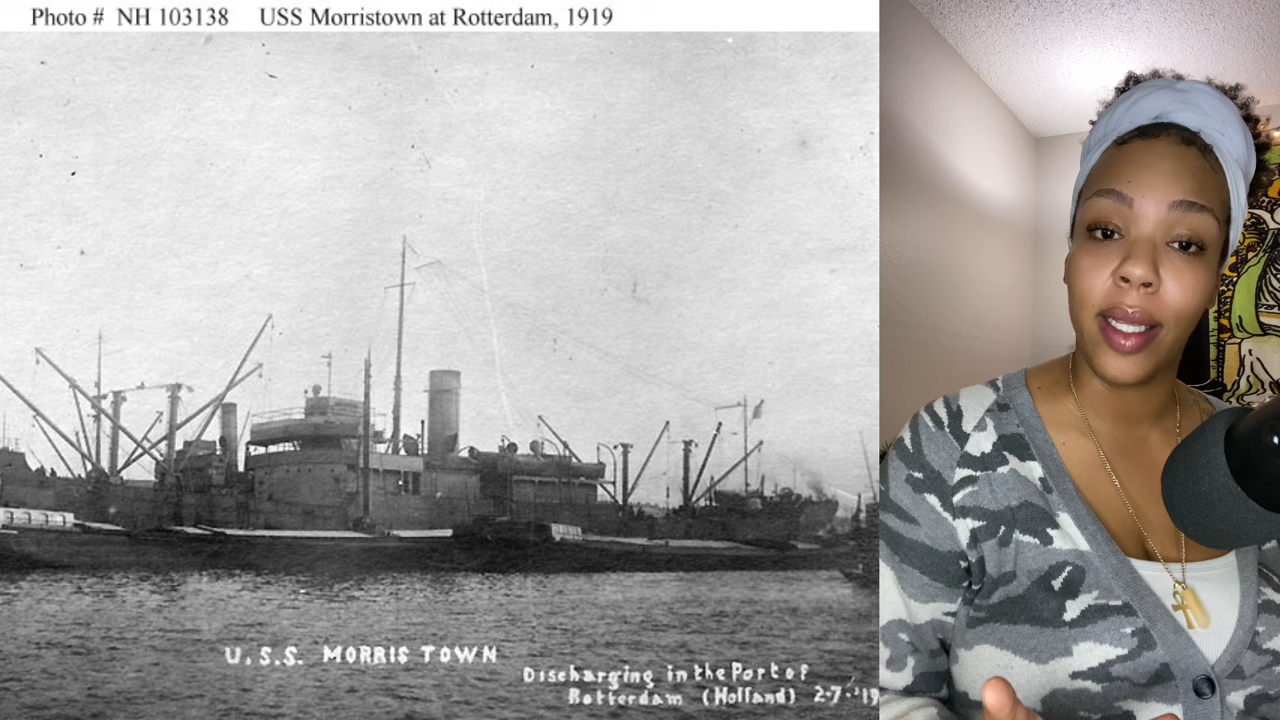 Photo # NH 103138 USS Morristown at Rotterdam, 1919
U.S.S. MORRIS TOWN
Discharging in the Port of
Rotterdam (Holland) 2-7-'19